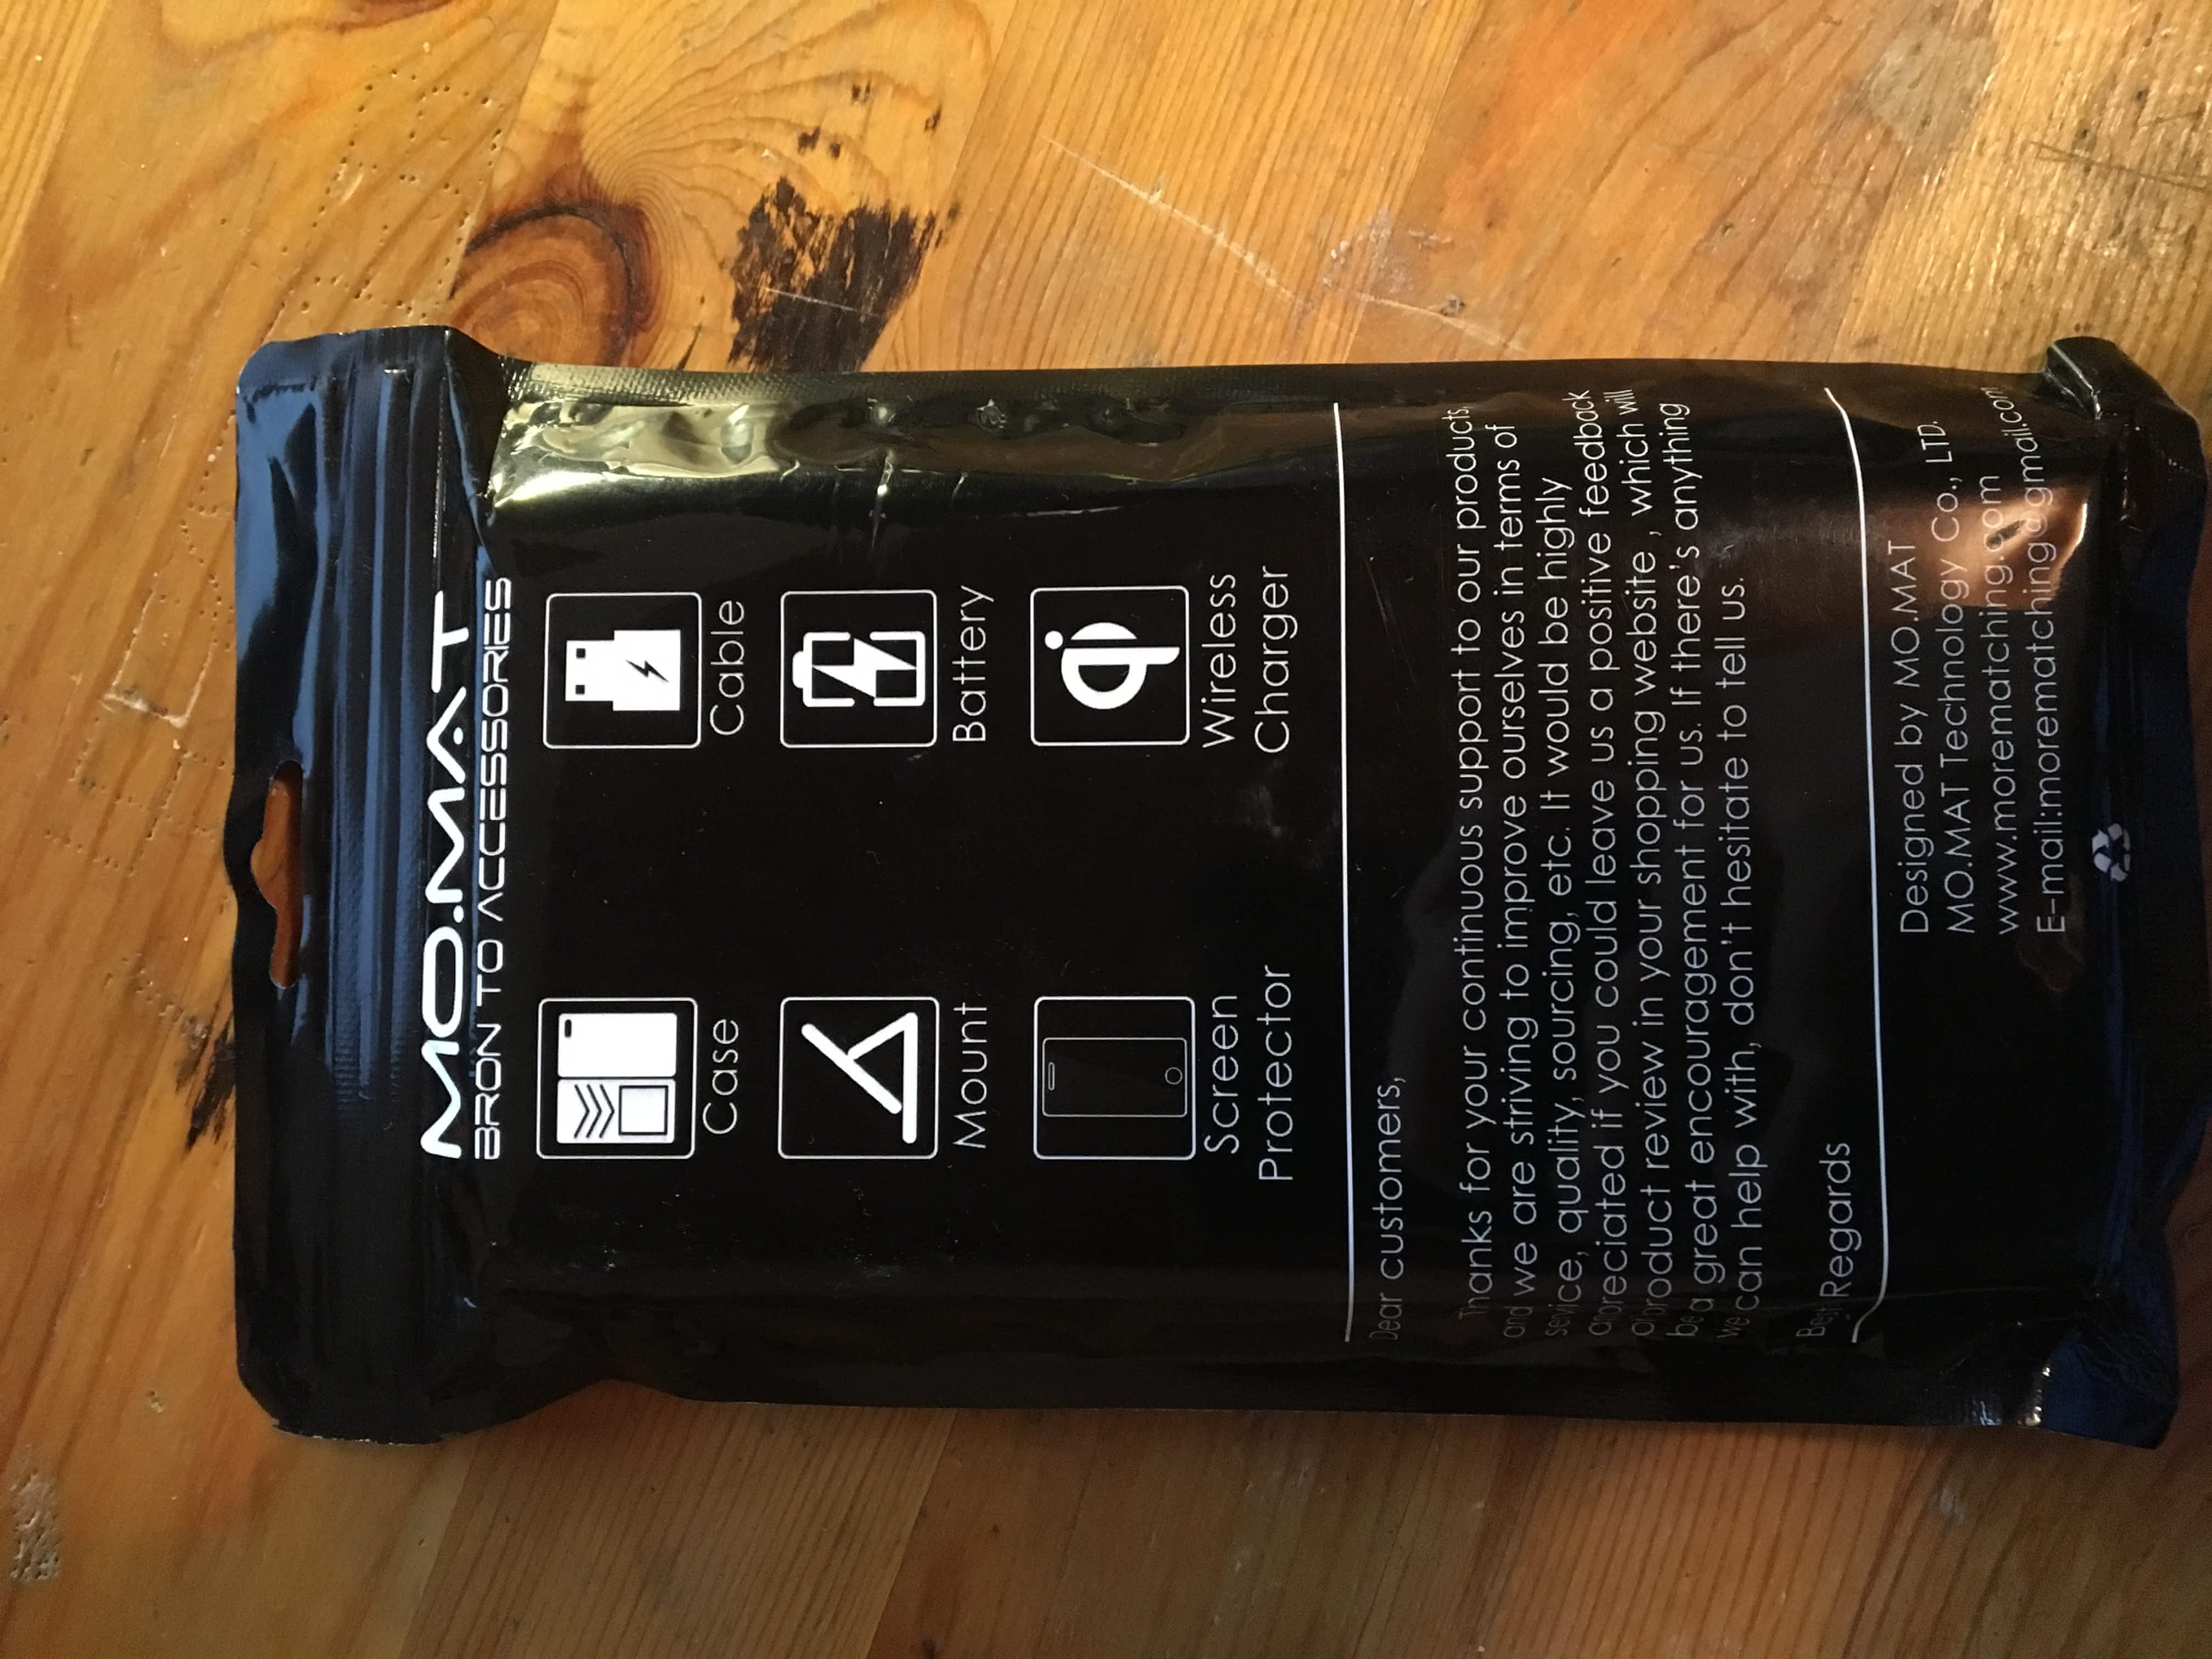 MO.MAT
BRON TO ACCESSORIES
Case
Cable
Mount
Battery
Screen
Protector
Wireless
Charger
qi
Dear customers,
Thanks for your continuous support to our products
and we are striving to improve ourselves in terms of
service, quality, sourcing, etc. It would be highly
appreciated if you could leave us a positive feedback
or product review in your shopping website , which will
be a great encouragement for us. If there's anything
we can help with, don't hesitate to tell us.
Best Regards
Designed by MO.MAT
MO.MAT Technology Co., LTD.
www.morematching.com
E-mail:morematching@gmail.com